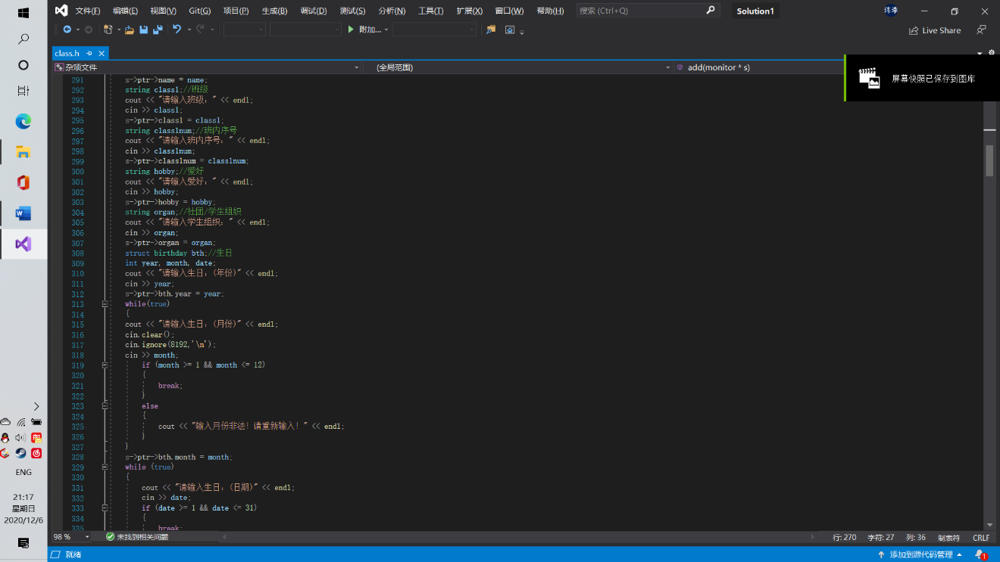 文件(F) 编辑(E) 视图(V) Git(G) 项目(P) 生成(B) 调试(D) 测试(S) 分析(N) 工具(T) 扩展(X) 窗口(W) 帮助(H) 搜索 (Ctrl+Q) Solution1 纬李
附加... Live Share
class.h
杂项文件 (全局范围) add(monitor * s)
屏幕快照已保存到图库
291 s->ptr->name = name;
292 string class1;//班级
293 cout << "请输入班级: " << endl;
294 cin >> class1;
295 s->ptr->class1 = class1;
296 string class1num;//班内序号
297 cout << "请输入班内序号: " << endl;
298 cin >> class1num;
299 s->ptr->class1num = class1num;
300 string hobby;//爱好
301 cout << "请输入爱好: " << endl;
302 cin >> hobby;
303 s->ptr->hobby = hobby;
304 string organ;//社团/学生组织
305 cout << "请输入学生组织: " << endl;
306 cin >> organ;
307 s->ptr->organ = organ;
308 struct birthday bth;//生日
309 int year, month, date;
310 cout << "请输入生日: (年份)" << endl;
311 cin >> year;
312 s->ptr->bth.year = year;
313 while(true)
314 {
315 cout << "请输入生日: (月份)" << endl;
316 cin.clear();
317 cin.ignore(8192,'\n');
318 cin >> month;
319 if (month >= 1 && month <= 12)
320 {
321 break;
322 }
323 else
324 {
325 cout << "输入月份非法! 请重新输入! " << endl;
326 }
327 }
328 s->ptr->bth.month = month;
329 while (true)
330 {
331 cout << "请输入生日: (日期)" << endl;
332 cin >> date;
333 if (date >= 1 && date <= 31)
334 {
335 break;
98 % 未找到相关问题 行: 270 字符: 27 列: 36 制表符 CRLF
就绪 添加到源代码管理 1
ENG
21:17
星期日
2020/12/6